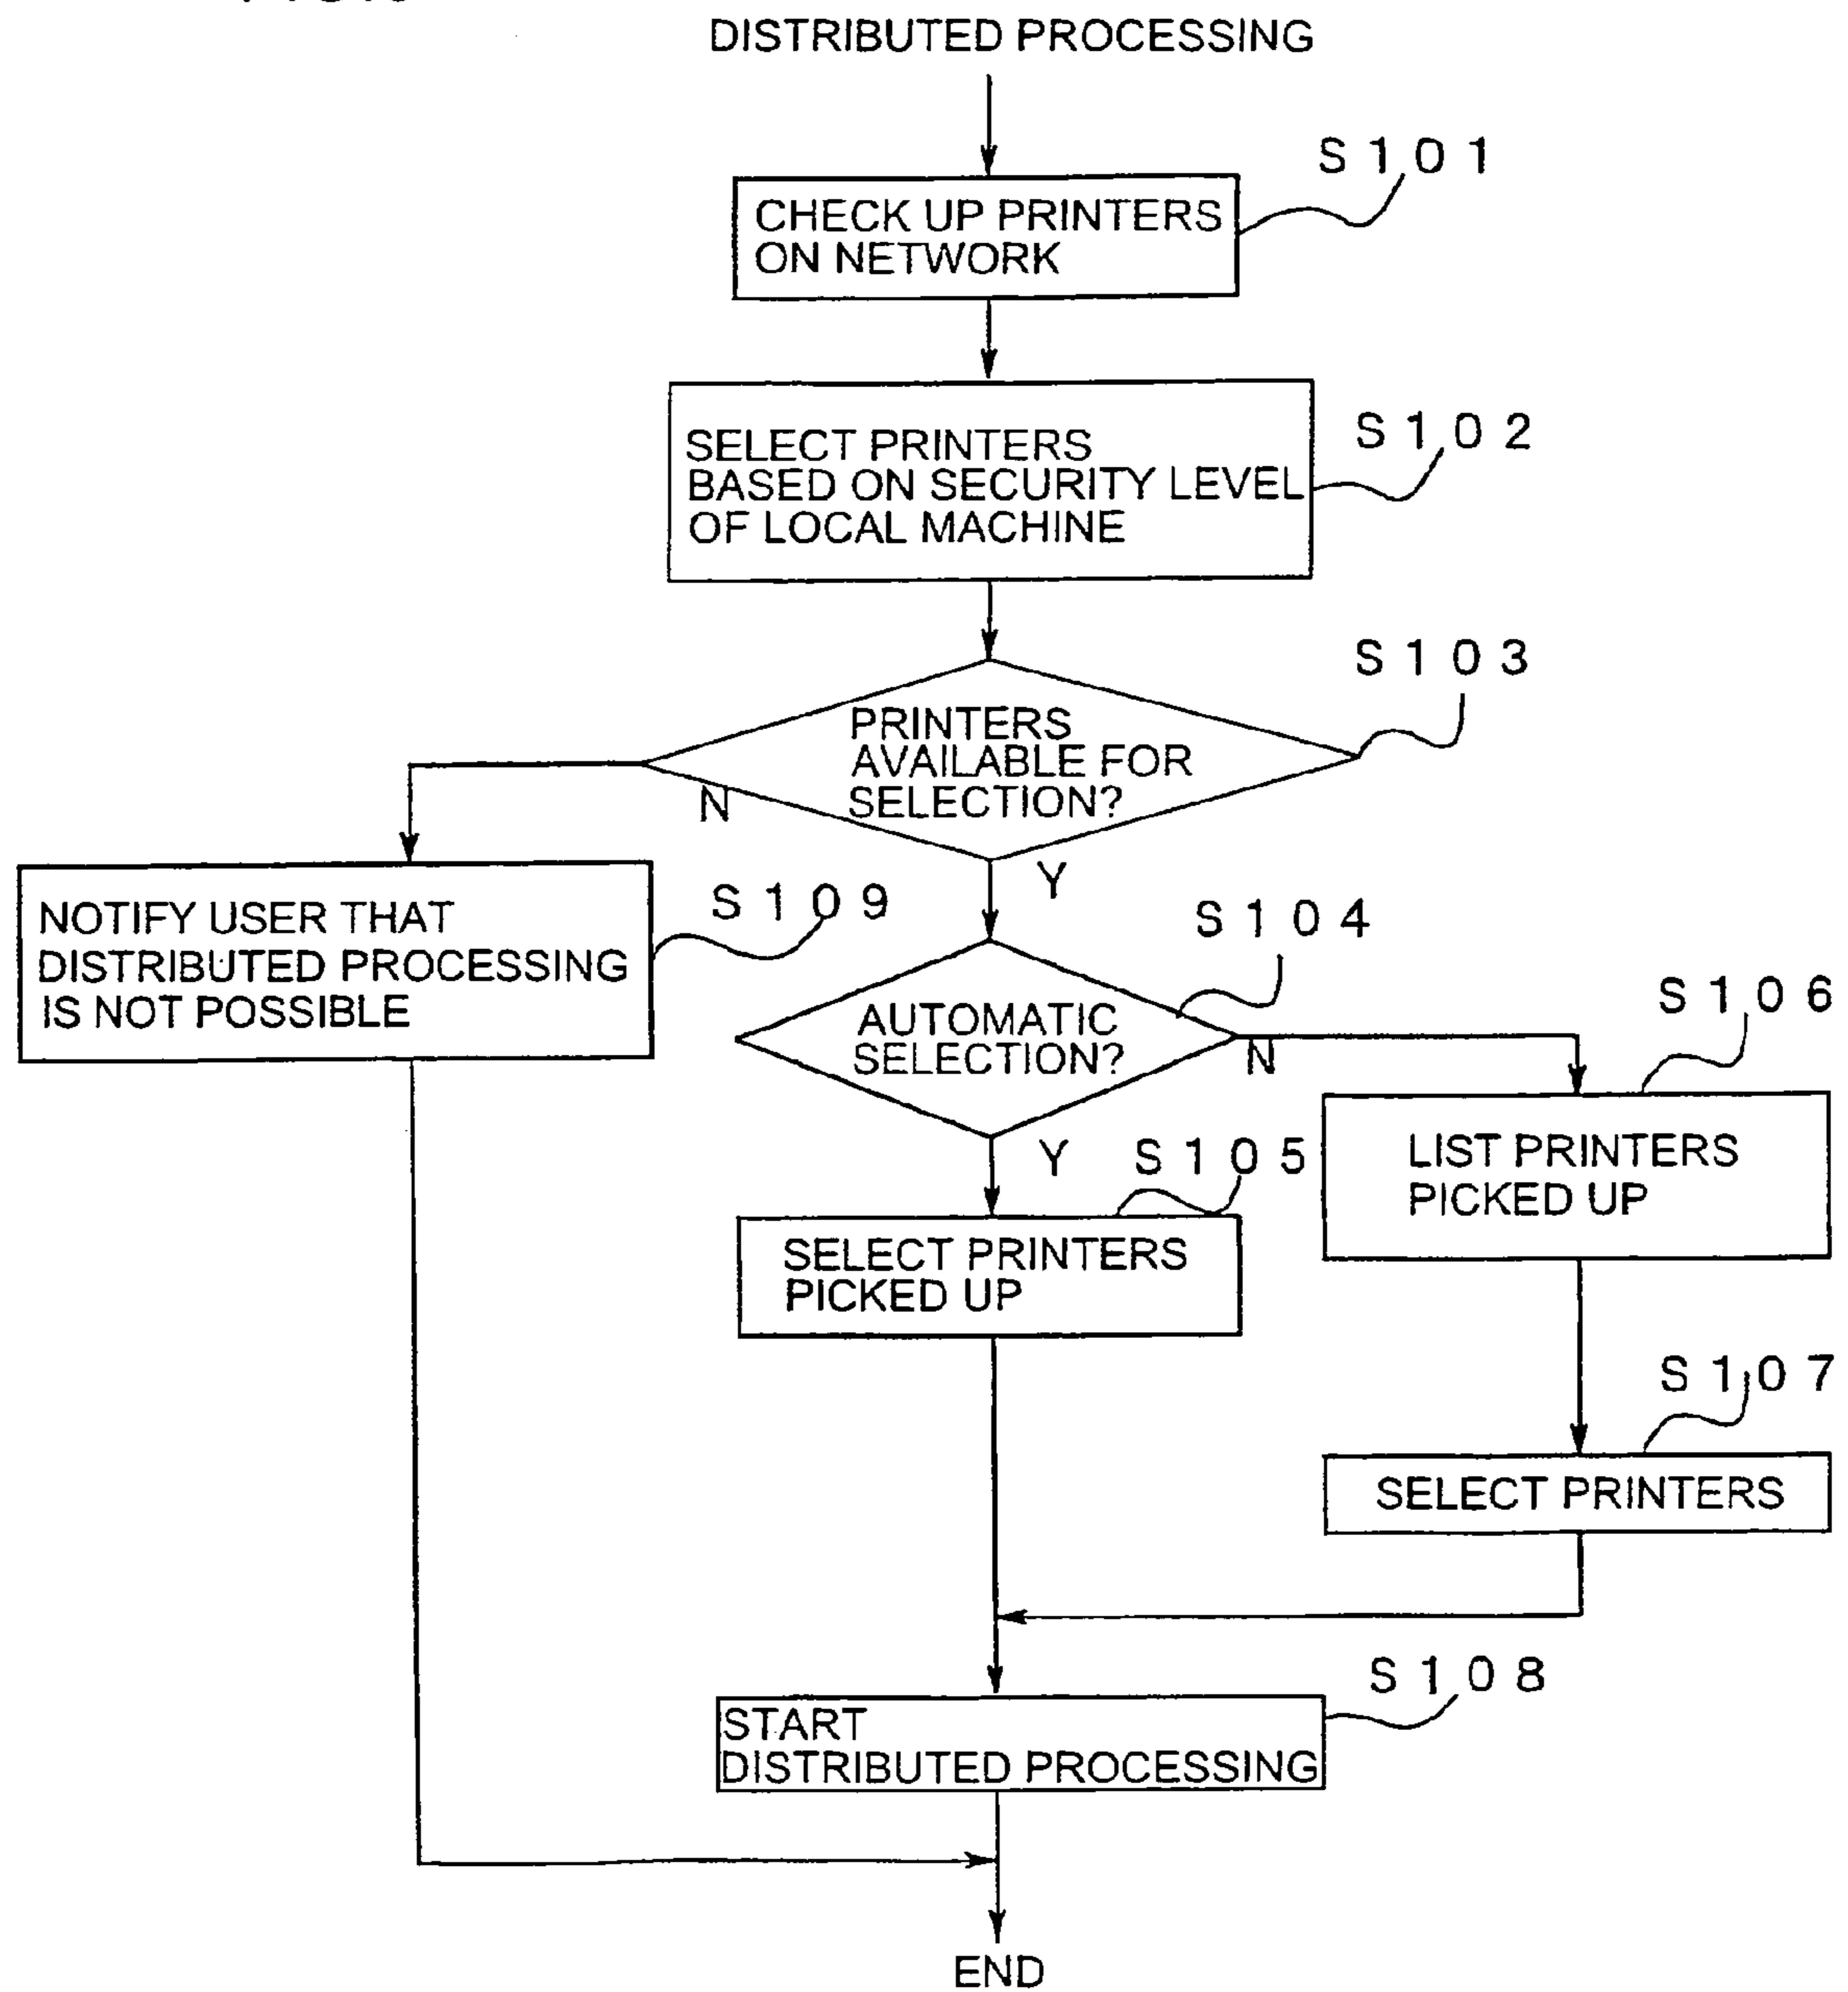 DISTRIBUTED PROCESSING
S101
CHECK UP PRINTERS
ON NETWORK
S102
SELECT PRINTERS
BASED ON SECURITY LEVEL
OF LOCAL MACHINE
S103
PRINTERS
AVAILABLE FOR
SELECTION?
N
Y
S109
NOTIFY USER THAT
DISTRIBUTED PROCESSING
IS NOT POSSIBLE
S104
AUTOMATIC
SELECTION?
N
S106
LIST PRINTERS
PICKED UP
Y
S105
SELECT PRINTERS
PICKED UP
S107
SELECT PRINTERS
S108
START
DISTRIBUTED PROCESSING
END